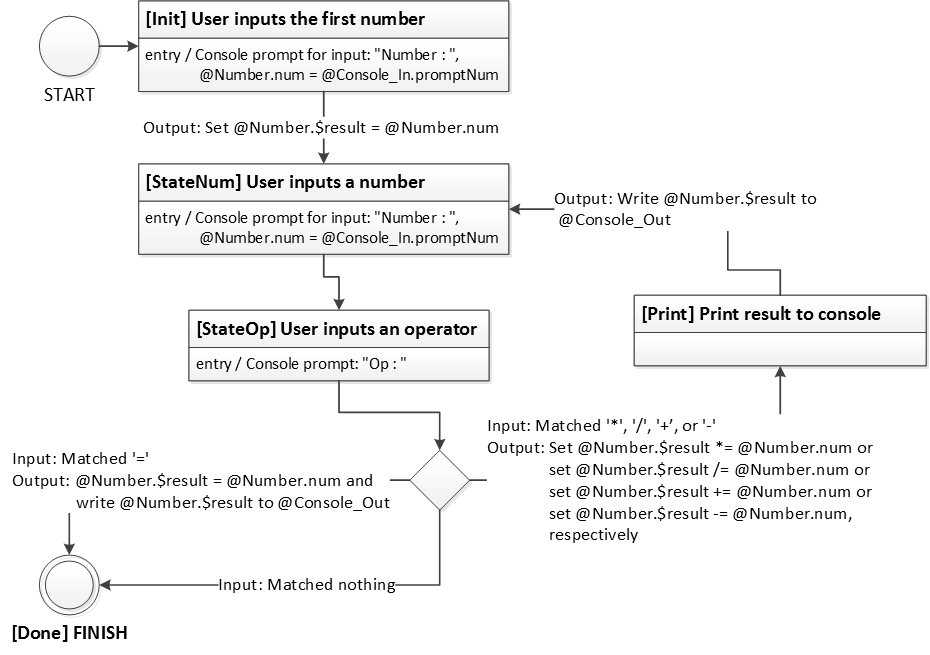 [Init] User inputs the first number
entry / Console prompt for input: "Number : ",
@Number.num = @Console_In.promptNum
START
Output: Set @Number.$result = @Number.num
[StateNum] User inputs a number
entry / Console prompt for input: "Number : ",
@Number.num = @Console_In.promptNum
Output: Write @Number.$result to
@Console_Out
[StateOp] User inputs an operator
entry / Console prompt: "Op : "
[Print] Print result to console
Input: Matched '*', '/', '+', or '-'
Output: Set @Number.$result *= @Number.num or
set @Number.$result /= @Number.num or
set @Number.$result += @Number.num or
set @Number.$result -= @Number.num,
respectively
Input: Matched '='
Output: @Number.$result = @Number.num and
write @Number.$result to @Console_Out
Input: Matched nothing
[Done] FINISH